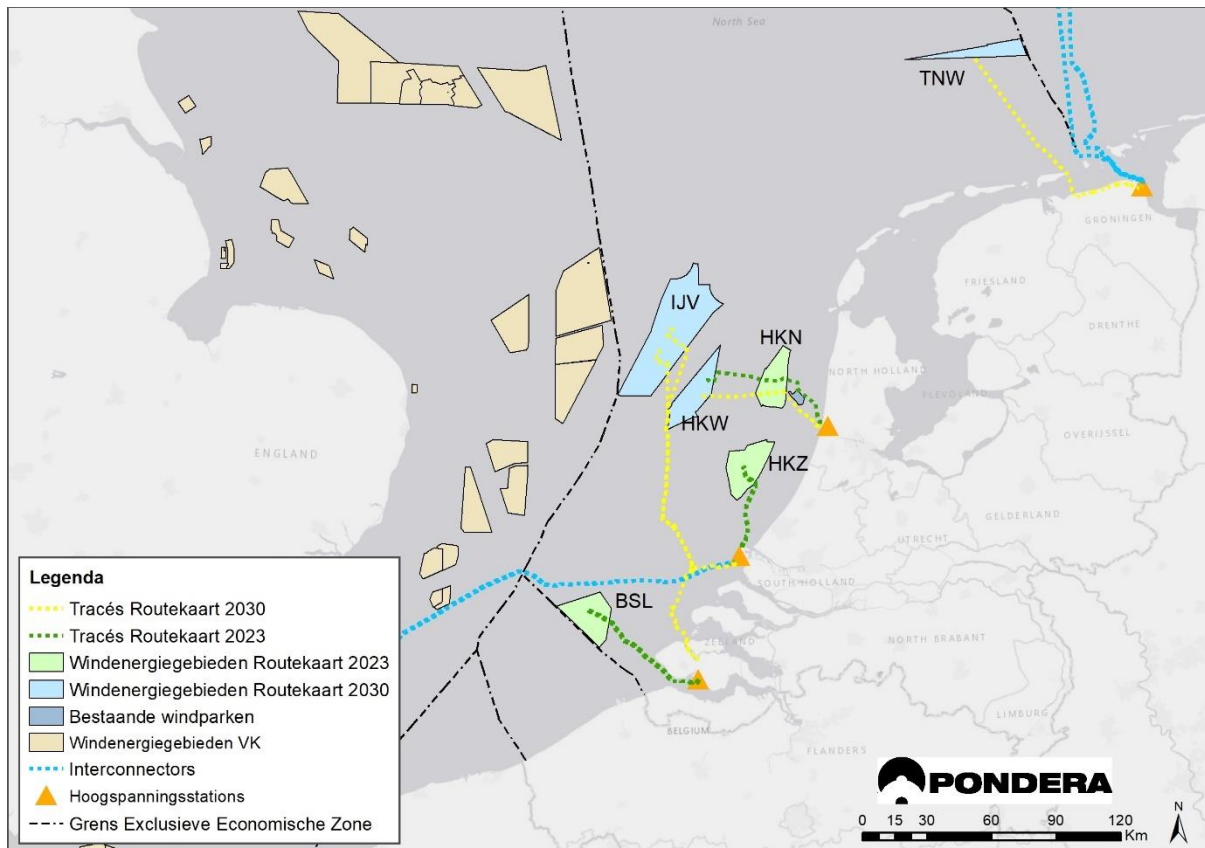 North Sea
TNW
GRONINGEN
FRIESLAND
DRENTHE
IJV
HKN
NORTH HOLLAND
FLEVOLAND
HKW
OVERIJSSEL
ENGLAND
HKZ
GELDERLAND
UTRECHT
SOUTH HOLLAND
BSL
ZEELAND
NORTH BRABANT
LIMBURG
BELGIUM
FLANDERS
Legenda
Tracés Routekaart 2030
Tracés Routekaart 2023
Windenergiegebieden Routekaart 2023
Windenergiegebieden Routekaart 2030
Bestaande windparken
Windenergiegebieden VK
Interconnectors
Hoogspanningsstations
Grens Exclusieve Economische Zone
PONDERA
0 15 30 60 90 120
Km
N